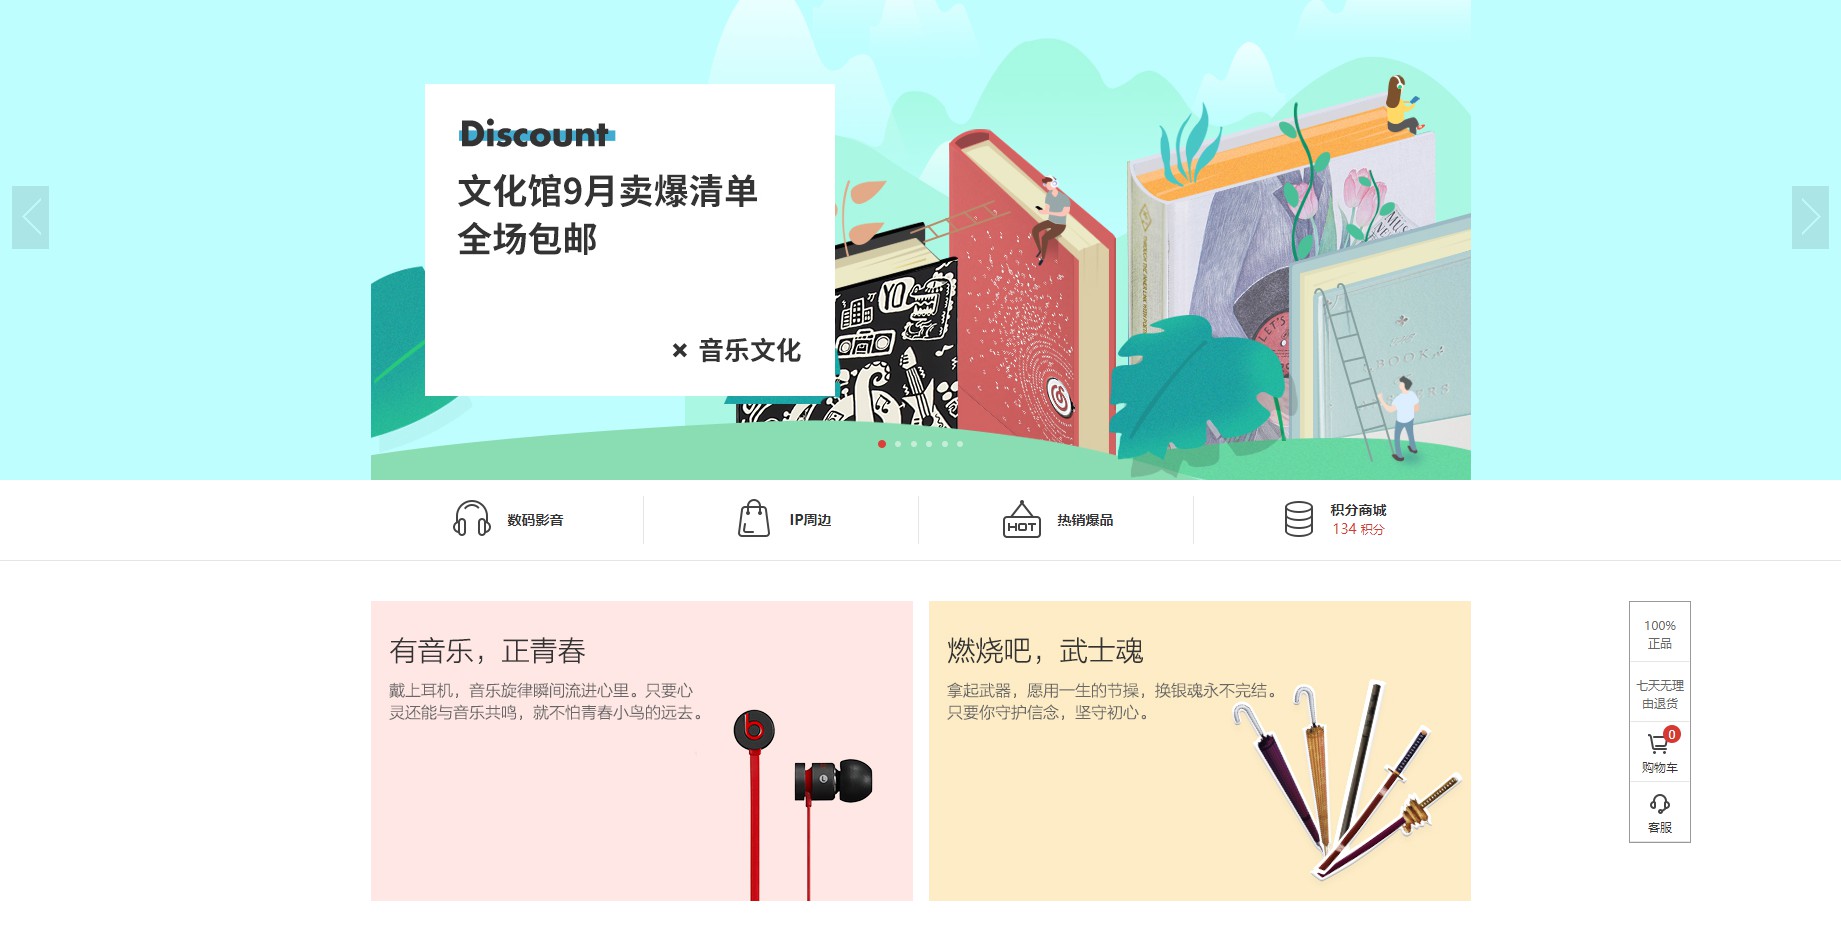 Discount
文化馆9月卖爆清单
全场包邮
× 音乐文化
YO
LET'S
BOOK
数码影音
IP周边
HOT
热销爆品
积分商城
134 积分
有音乐，正青春
戴上耳机，音乐旋律瞬间流进心里。只要心
灵还能与音乐共鸣，就不怕青春小鸟的远去。
b
L
燃烧吧，武士魂
拿起武器，愿用一生的节操，换银魂永不完结。
只要你守护信念，坚守初心。
100%
正品
七天无理
由退货
0
购物车
客服